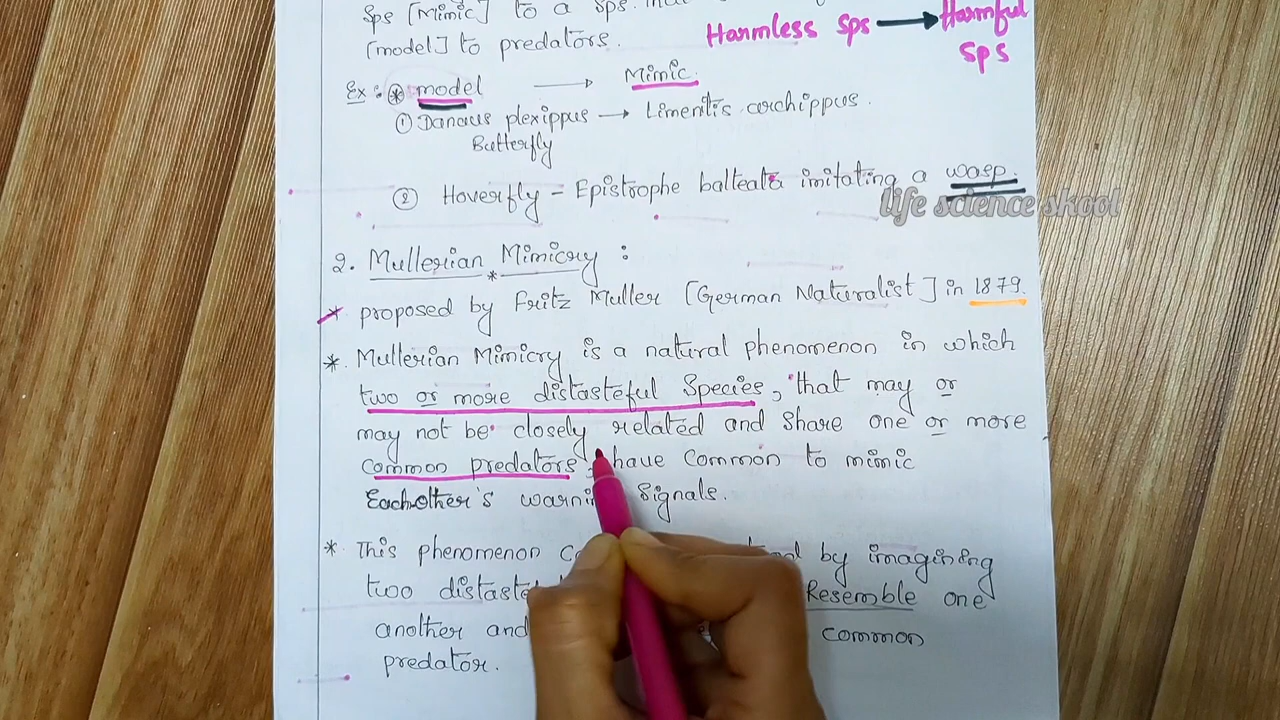 Sps [Mimic] to a sps.
Harmless sps → Harmful sps
[model] to predators.
Ex: * model → Mimic
① Danaus plexippus → Limenitis archippus.
Butterfly
② Hoverfly - Epistrophe balteata imitating a wasp.
life science skool
2. Mullerian Mimicry :
* proposed by Fritz Muller [German Naturalist] in 1879.
* Mullerian Mimicry is a natural phenomenon in which
two or more distasteful Species, that may or
may not be closely related and share one or more
common predators, have common to mimic
Eachother's signals.
* This phenomenon by imagining
two Resemble one
another and common
predator.